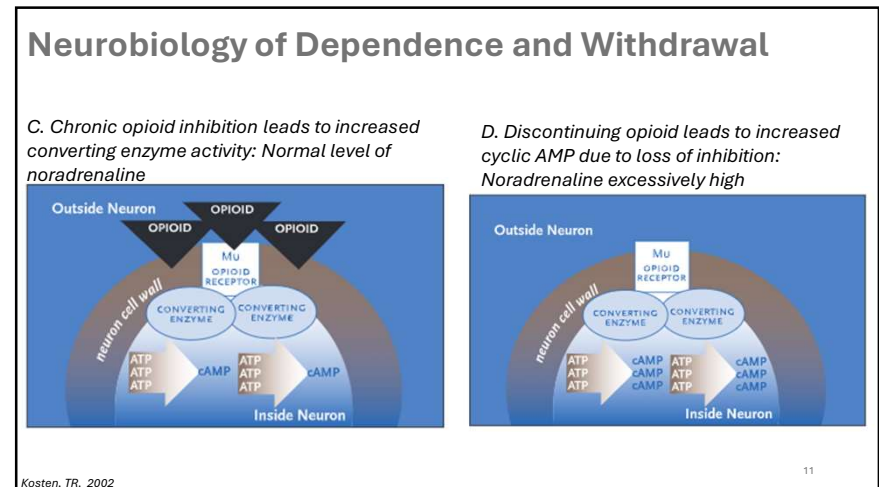 Neurobiology of Dependence and Withdrawal
C. Chronic opioid inhibition leads to increased
converting enzyme activity: Normal level of
noradrenaline
D. Discontinuing opioid leads to increased
cyclic AMP due to loss of inhibition:
Noradrenaline excessively high
Outside Neuron
OPIOID
OPIOID
OPIOID
Mu
OPIOID
RECEPTOR
neuron cell wall
CONVERTING
ENZYME
CONVERTING
ENZYME
ATP
ATP
ATP
cAMP
ATP
ATP
ATP
cAMP
Inside Neuron
Outside Neuron
Mu
OPIOID
RECEPTOR
neuron cell wall
CONVERTING
ENZYME
CONVERTING
ENZYME
ATP
ATP
ATP
cAMP
cAMP
cAMP
ATP
ATP
ATP
cAMP
cAMP
cAMP
Inside Neuron
11
Kosten, TR, 2002